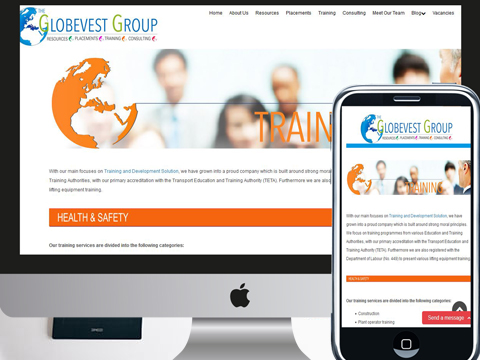 THE
GLOBEVEST GROUP
RESOURCES | PLACEMENTS | TRAINING | CONSULTING
Home About Us Resources Placements Training Consulting Meet Our Team Blog Vacancies
TRAIN
With our main focuses on Training and Development Solution, we have grown into a proud company which is built around strong moral
Training Authorities, with our primary accreditation with the Transport Education and Training Authority (TETA). Furthermore we are also
lifting equipment training.
HEALTH & SAFETY
Our training services are divided into the following categories:
THE
GLOBEVEST GROUP
RESOURCES PLACEMENTS TRAINING CONSULTING
TRAINING
With our main focuses on Training and Development Solution, we have
grown into a proud company which is built around strong moral principles.
We focus on training programmes from various Education and Training
Authorities, with our primary accreditation with the Transport Education and
Training Authority (TETA). Furthermore we are also registered with the
Department of Labour (No. 448) to present various lifting equipment training.
HEALTH & SAFETY
Our training services are divided into the following categories:
Construction
Plant operator training
Send a message